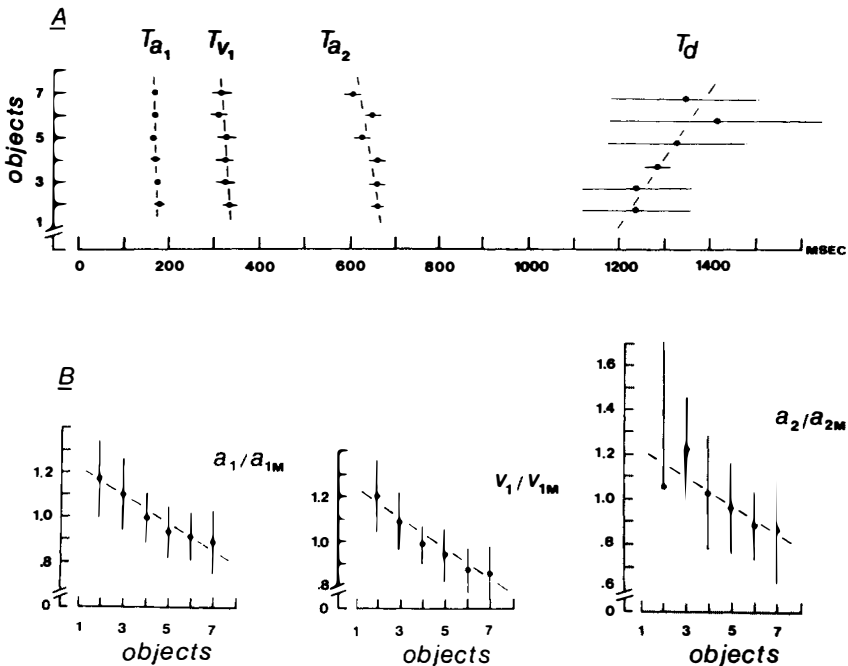 A
Ta1 Tv1 Ta2 Td
objects
7
5
3
1
0 200 400 600 800 1000 1200 1400 MSEC
B
a1/a1M
1.2
1.0
.8
0
1 3 5 7
objects
v1/v1M
1.2
1.0
.8
0
1 3 5 7
objects
a2/a2M
1.6
1.4
1.2
1.0
.8
.6
0
1 3 5 7
objects